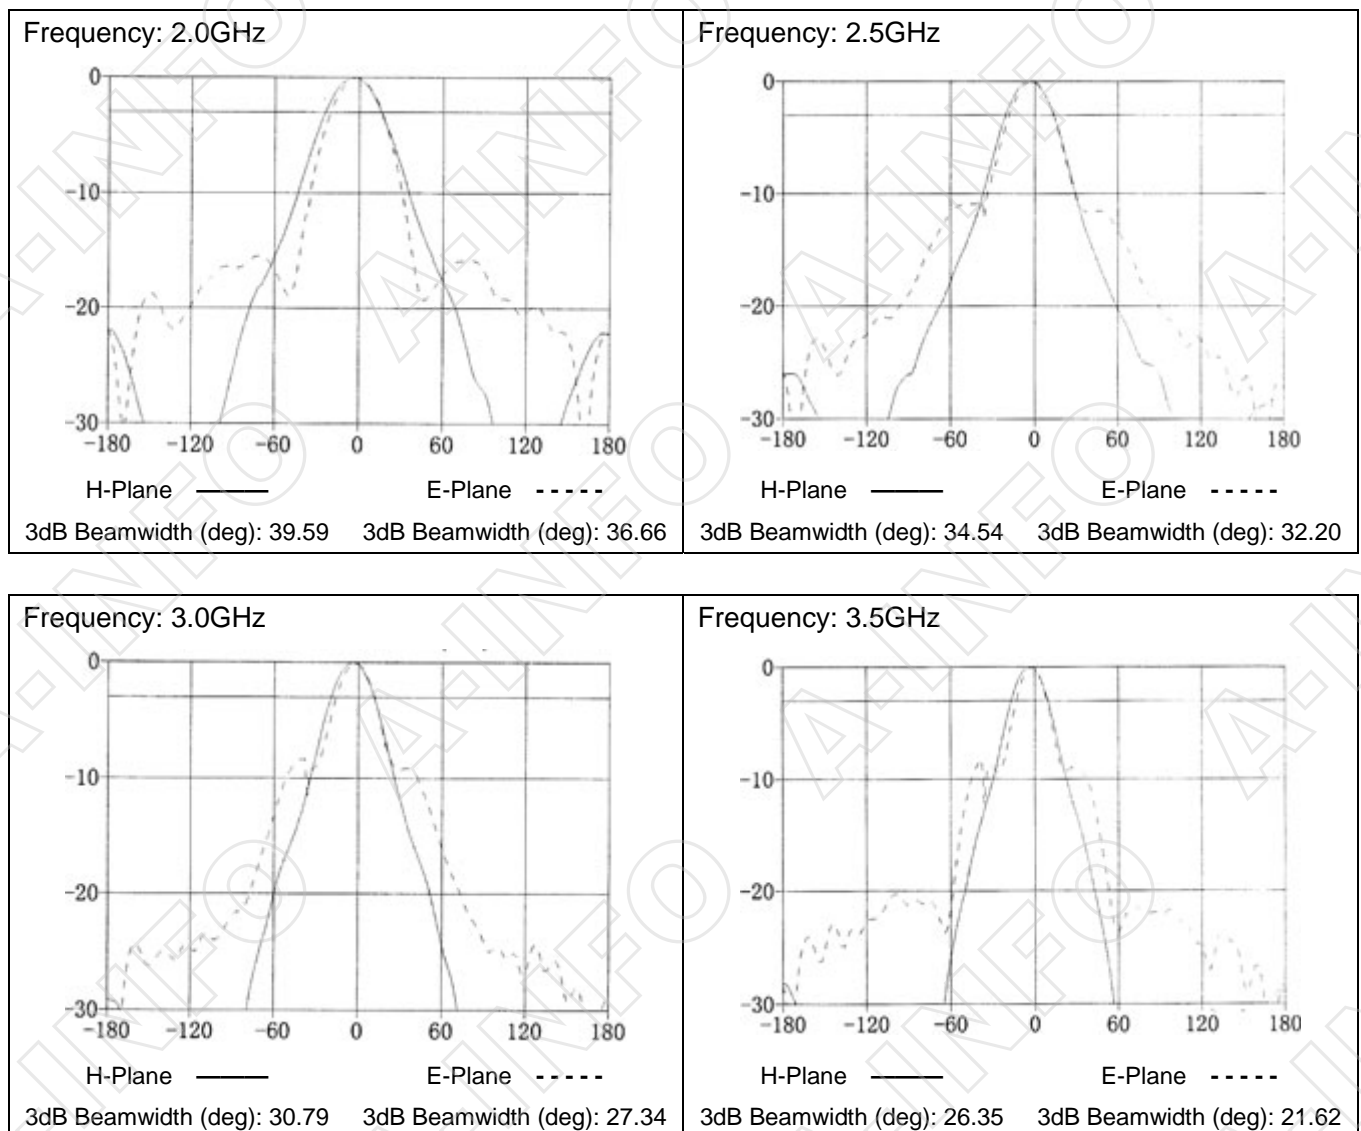 Frequency: 2.0GHz
0
-10
-20
-30
-180 -120 -60 0 60 120 180
H-Plane E-Plane
3dB Beamwidth (deg): 39.59 3dB Beamwidth (deg): 36.66
Frequency: 2.5GHz
0
-10
-20
-30
-180 -120 -60 0 60 120 180
H-Plane E-Plane
3dB Beamwidth (deg): 34.54 3dB Beamwidth (deg): 32.20
Frequency: 3.0GHz
0
-10
-20
-30
-180 -120 -60 0 60 120 180
H-Plane E-Plane
3dB Beamwidth (deg): 30.79 3dB Beamwidth (deg): 27.34
Frequency: 3.5GHz
0
-10
-20
-30
-180 -120 -60 0 60 120 180
H-Plane E-Plane
3dB Beamwidth (deg): 26.35 3dB Beamwidth (deg): 21.62
A-INFO